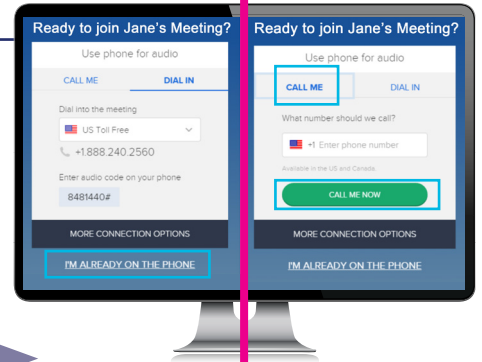 Ready to join Jane's Meeting?
Use phone for audio
CALL ME
DIAL IN
Dial into the meeting
US Toll Free
+1.888.240.2560
Enter audio code on your phone
8481440#
MORE CONNECTION OPTIONS
I'M ALREADY ON THE PHONE
Ready to join Jane's Meeting?
Use phone for audio
CALL ME
DIAL IN
What number should we call?
+1 Enter phone number
Available in the US and Canada
CALL ME NOW
MORE CONNECTION OPTIONS
I'M ALREADY ON THE PHONE